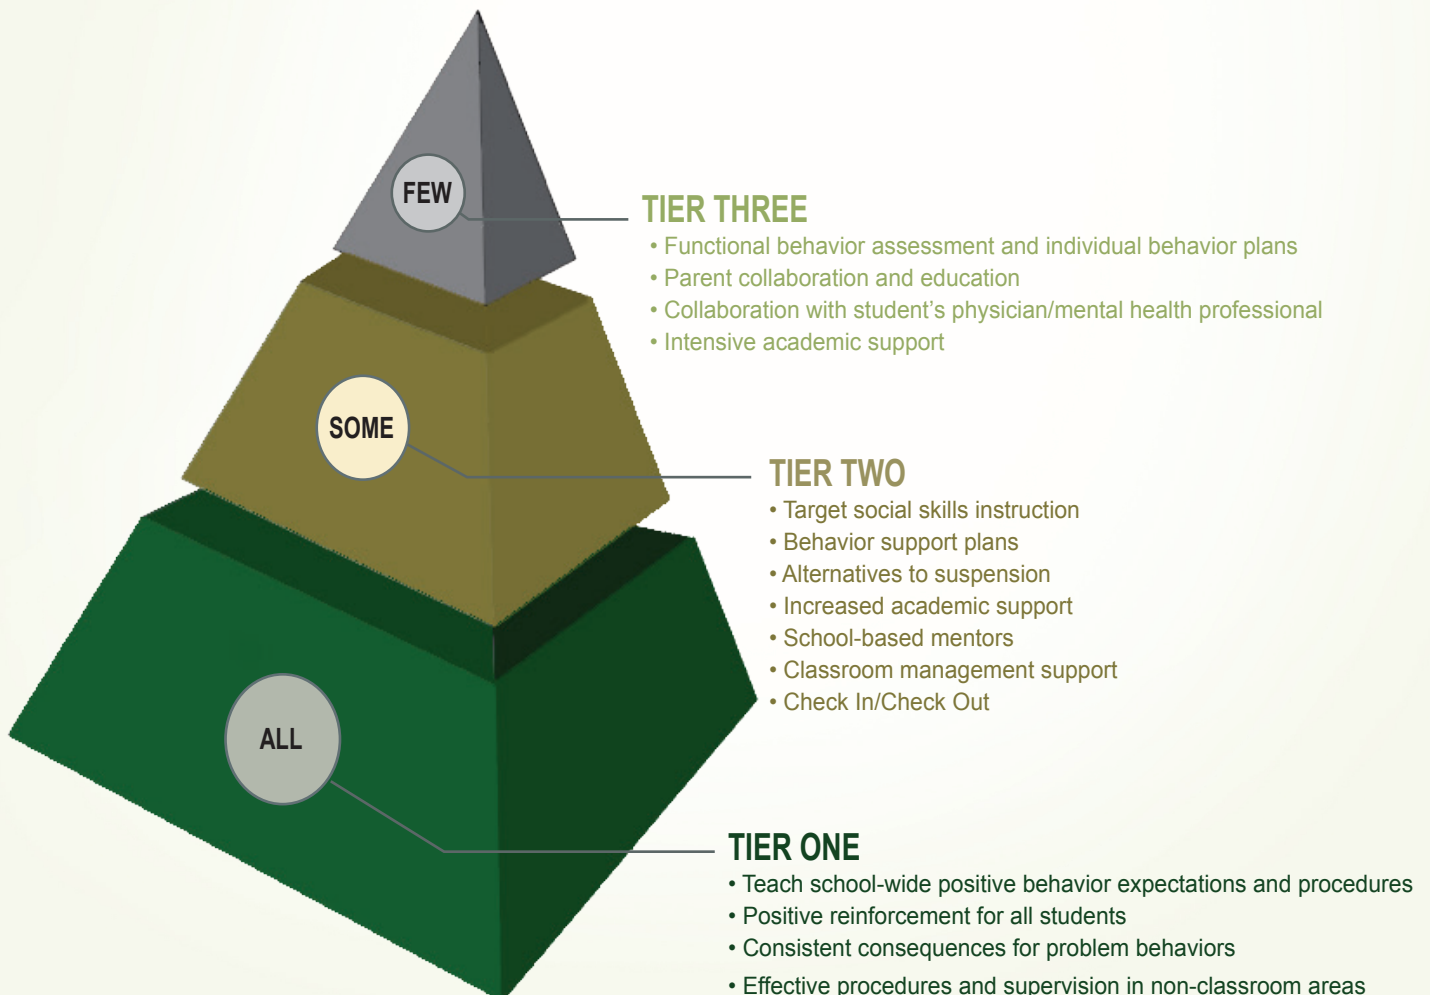 FEW
TIER THREE
• Functional behavior assessment and individual behavior plans
• Parent collaboration and education
• Collaboration with student’s physician/mental health professional
• Intensive academic support
SOME
TIER TWO
• Target social skills instruction
• Behavior support plans
• Alternatives to suspension
• Increased academic support
• School-based mentors
• Classroom management support
• Check In/Check Out
ALL
TIER ONE
• Teach school-wide positive behavior expectations and procedures
• Positive reinforcement for all students
• Consistent consequences for problem behaviors
• Effective procedures and supervision in non-classroom areas